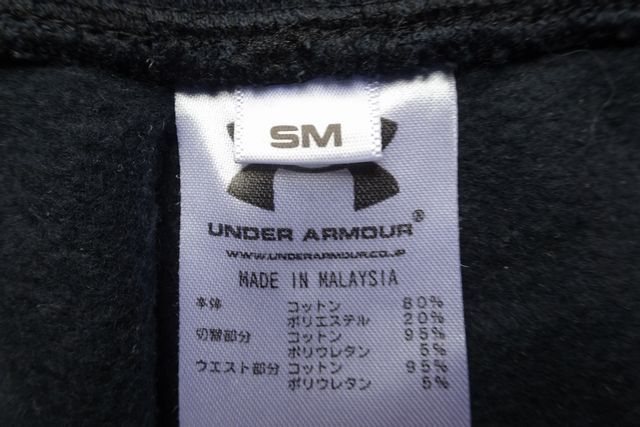 SM
UNDER ARMOUR®
WWW.UNDERARMOUR.CO.JP
MADE IN MALAYSIA
本体 コットン 80%
ポリエステル 20%
切替部分 コットン 95%
ポリウレタン 5%
ウエスト部分 コットン 95%
ポリウレタン 5%